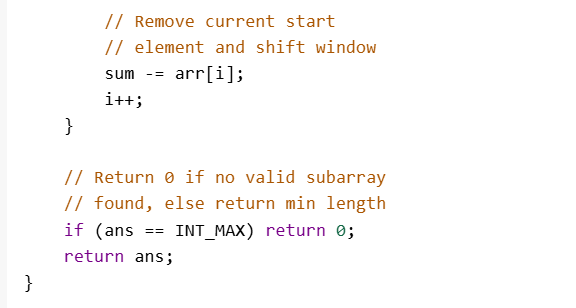 // Remove current start
// element and shift window
sum -= arr[i];
i++;
}
// Return 0 if no valid subarray
// found, else return min length
if (ans == INT_MAX) return 0;
return ans;
}